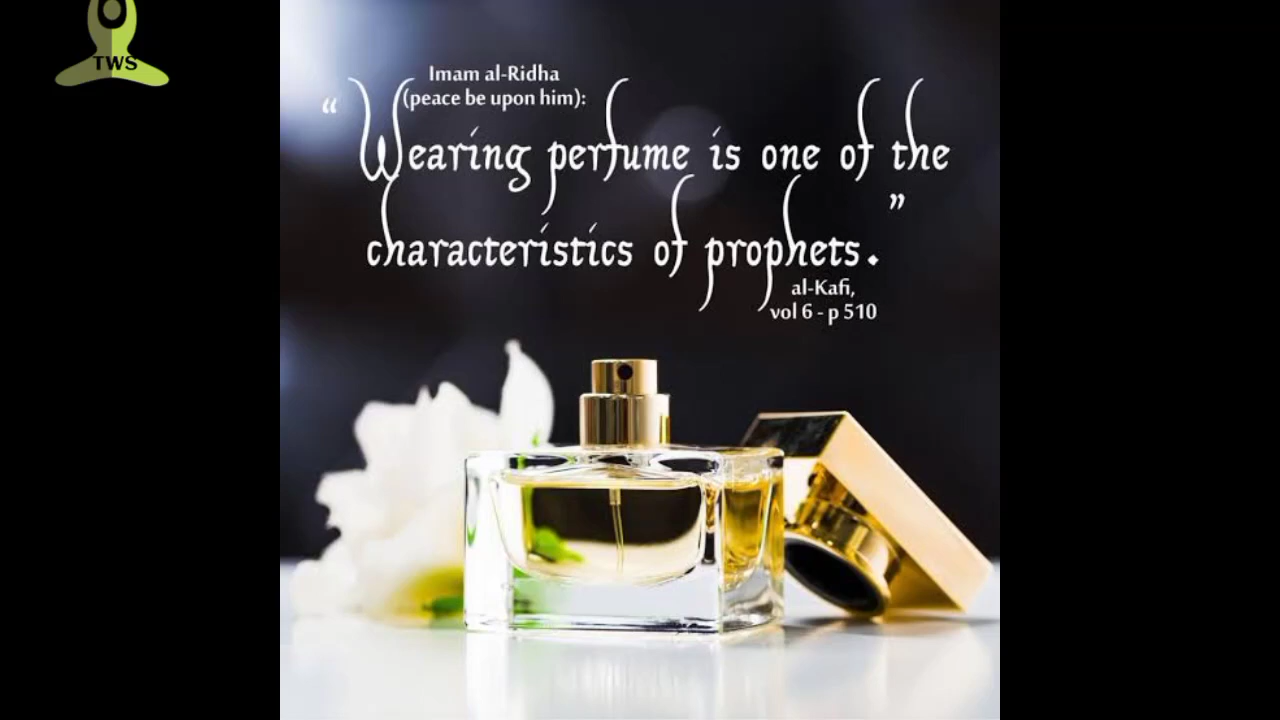 TWS
Imam al-Ridha
(peace be upon him):
“ Wearing perfume is one of the
characteristics of prophets. ”
al-Kafi,
vol 6 - p 510